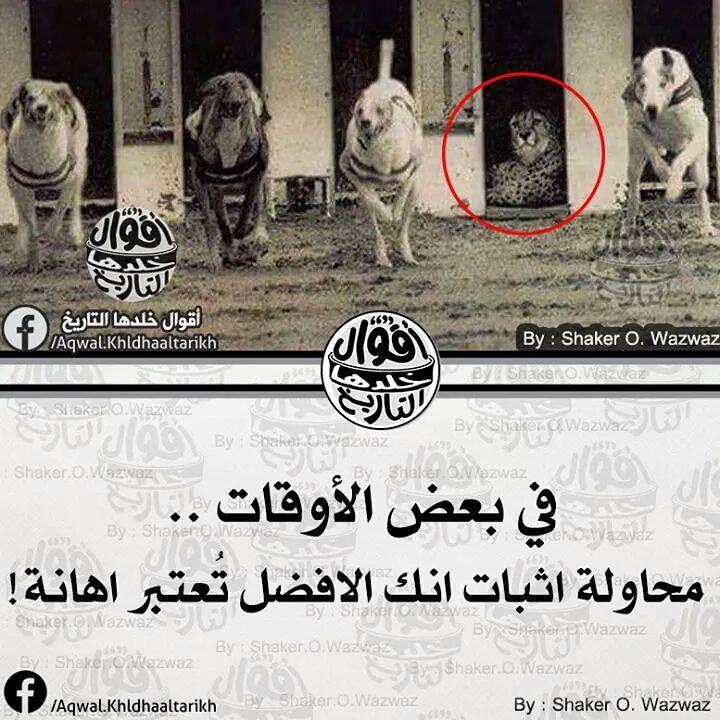 أقوال
خلدها
التاريخ
أقوال خلدها التاريخ
/Aqwal.Khldhaaltarikh
By : Shaker O. Wazwaz
أقوال
خلدها
التاريخ
في بعض الأوقات ..
محاولة اثبات انك الافضل تُعتبر اهانة!
/Aqwal.Khldhaaltarikh
By : Shaker O. Wazwaz